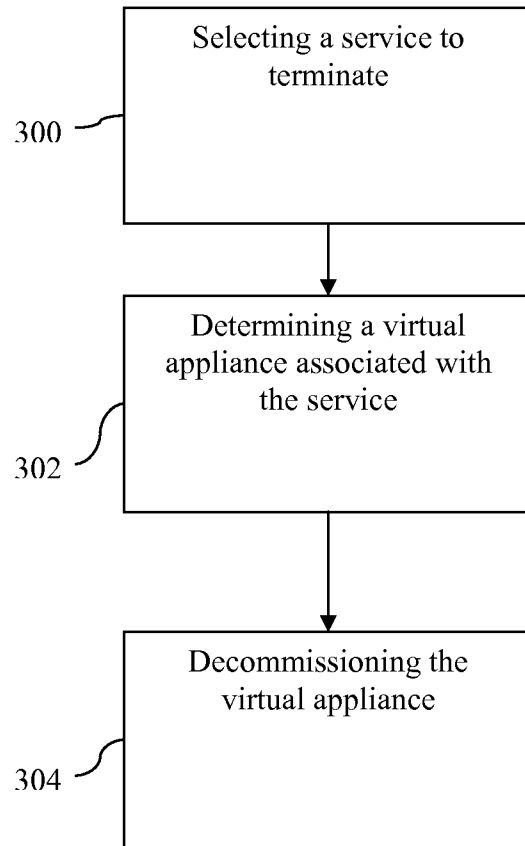 Selecting a service to
terminate
300
Determining a virtual
appliance associated with
the service
302
Decommissioning the
virtual appliance
304